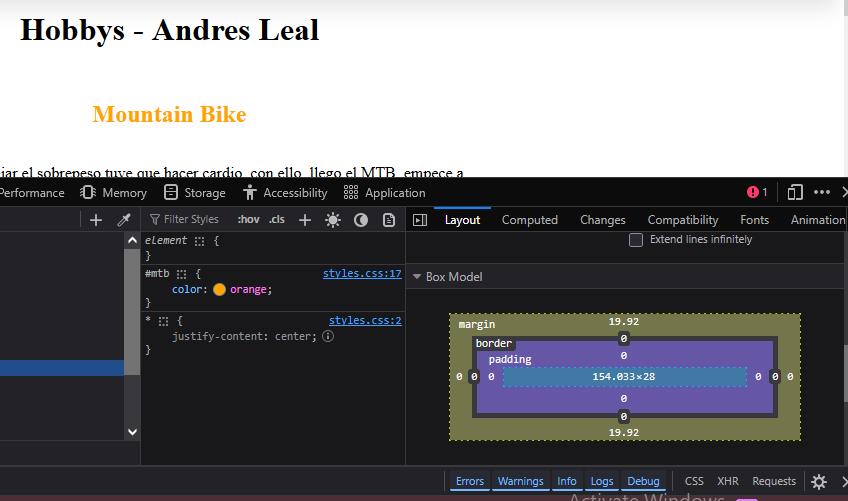 Hobbys - Andres Leal
Mountain Bike
iar el sobrepeso tuve que hacer cardio, con ello, llego el MTB, empece a
Performance Memory Storage Accessibility Application 1
Filter Styles :hov .cls Layout Computed Changes Compatibility Fonts Animation
element {
}
#mtb { styles.css:17
color: orange;
}
* { styles.css:2
justify-content: center;
}
Extend lines infinitely
Box Model
margin 19.92
border 0
padding 0
0 0 0 154.033×28 0 0 0
0
0
19.92
Errors Warnings Info Logs Debug CSS XHR Requests
Activate Windows